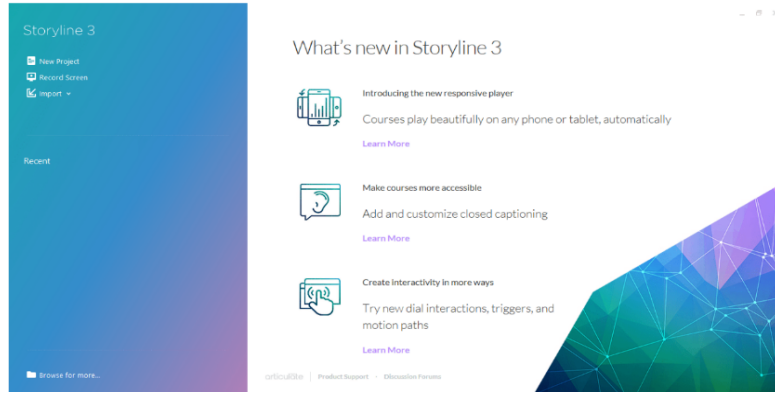 Storyline 3
New Project
Record Screen
Import
Recent
Browse for more...
What's new in Storyline 3
Introducing the new responsive player
Courses play beautifully on any phone or tablet, automatically
Learn More
Make courses more accessible
Add and customize closed captioning
Learn More
Create interactivity in more ways
Try new dial interactions, triggers, and
motion paths
Learn More
articulate | Product Support · Discussion Forums